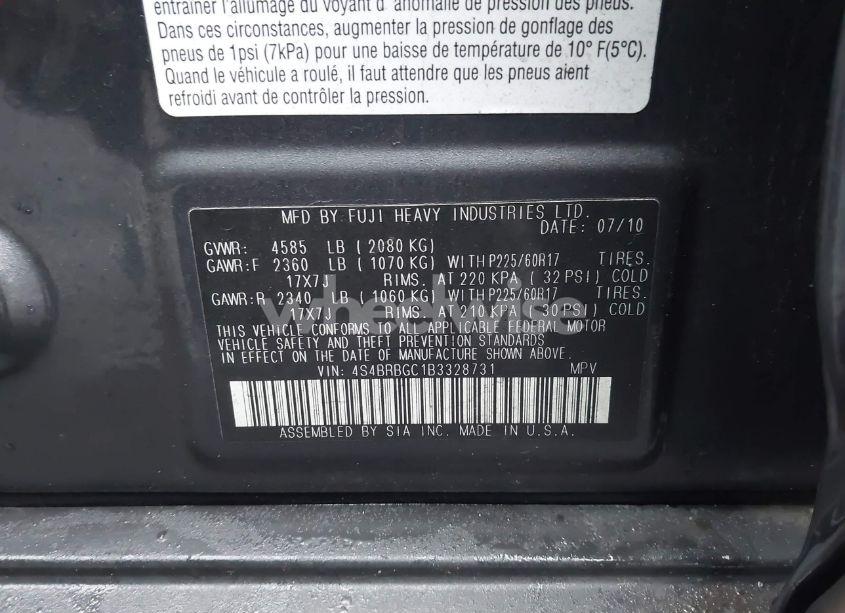 entraîner l'allumage du voyant d' anomalie de pression des pneus.
Dans ces circonstances, augmenter la pression de gonflage des
pneus de 1psi (7kPa) pour une baisse de température de 10° F(5°C).
Quand le véhicule a roulé, il faut attendre que les pneus aient
refroidi avant de contrôler la pression.
MFD BY FUJI HEAVY INDUSTRIES LTD.
DATE: 07/10
GVWR: 4585 LB ( 2080 KG)
GAWR:F 2360 LB ( 1070 KG) WITH P225/60R17 TIRES.
17X7J RIMS. AT 220 KPA ( 32 PSI) COLD
GAWR:R 2340 LB ( 1060 KG) WITH P225/60R17 TIRES.
17X7J RIMS. AT 210 KPA ( 30 PSI) COLD
THIS VEHICLE CONFORMS TO ALL APPLICABLE FEDERAL MOTOR
VEHICLE SAFETY AND THEFT PREVENTION STANDARDS
IN EFFECT ON THE DATE OF MANUFACTURE SHOWN ABOVE.
VIN: 4S4BRBGC1B3328731 MPV
ASSEMBLED BY SIA INC. MADE IN U.S.A.